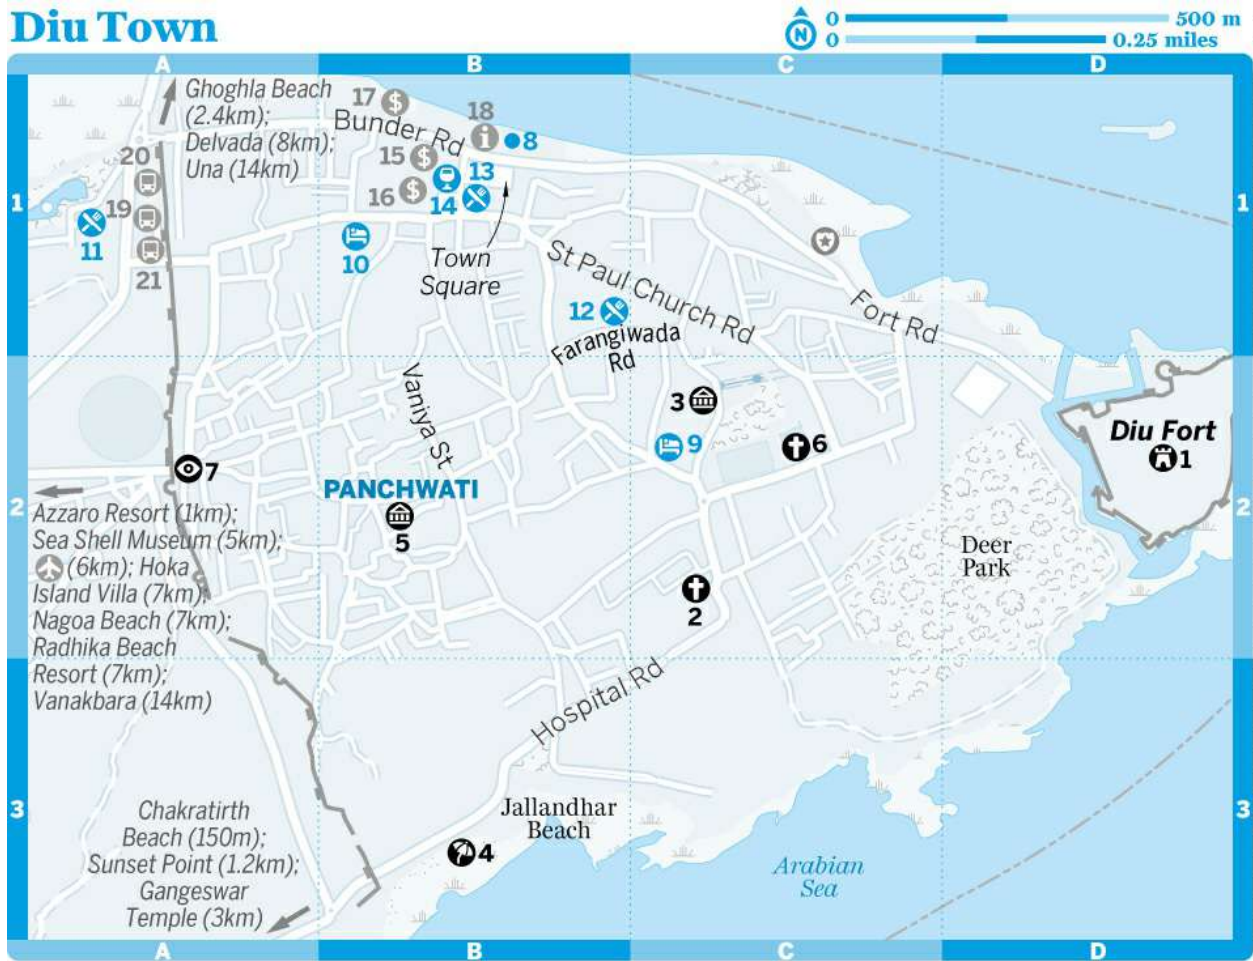 Diu Town
N
0 500 m
0 0.25 miles
A
B
C
D
1
1
Ghoghla Beach
(2.4km);
Delvada (8km);
Una (14km)
17
$
18
i
8
Bunder Rd
15
$
13
16
$
14
20
19
21
11
10
Town
Square
St Paul Church Rd
12
Farangiwada
Rd
Fort Rd
2
2
Vaniya St
3
9
6
Diu Fort
1
7
PANCHWATI
5
Azzaro Resort (1km);
Sea Shell Museum (5km);
(6km); Hoka
Island Villa (7km);
Nagoa Beach (7km);
Radhika Beach
Resort (7km);
Vanakbara (14km)
Deer
Park
2
Hospital Rd
3
3
Chakratirth
Beach (150m);
Sunset Point (1.2km);
Gangeswar
Temple (3km)
Jallandhar
Beach
4
Arabian
Sea
A
B
C
D